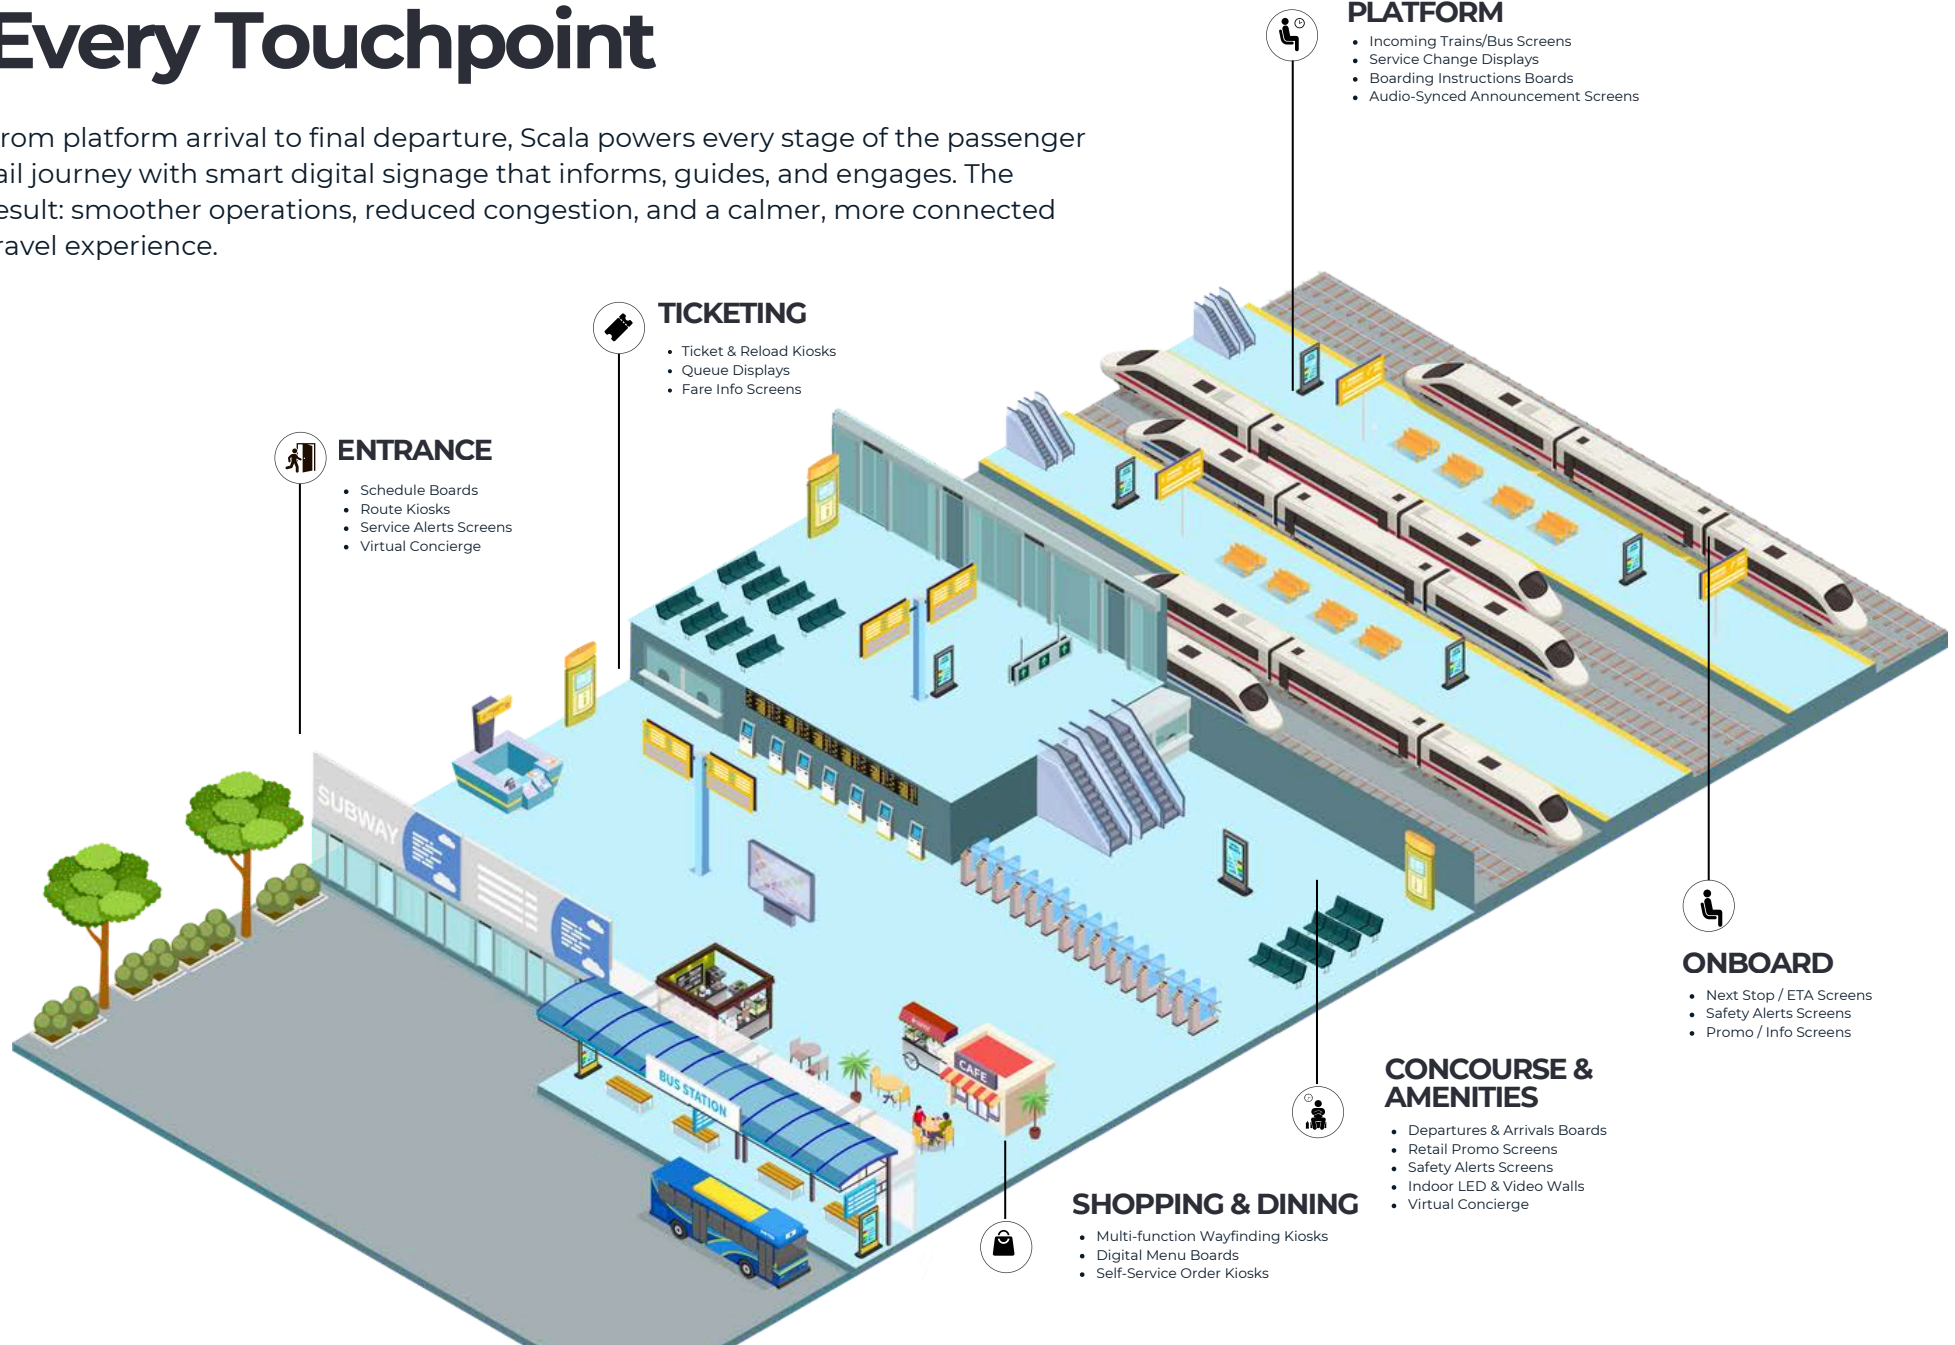 Every Touchpoint
rom platform arrival to final departure, Scala powers every stage of the passenger
ail journey with smart digital signage that informs, guides, and engages. The
esult: smoother operations, reduced congestion, and a calmer, more connected
ravel experience.
PLATFORM
• Incoming Trains/Bus Screens
• Service Change Displays
• Boarding Instructions Boards
• Audio-Synced Announcement Screens
TICKETING
• Ticket & Reload Kiosks
• Queue Displays
• Fare Info Screens
ENTRANCE
• Schedule Boards
• Route Kiosks
• Service Alerts Screens
• Virtual Concierge
SUBWAY
BUS STATION
CAFE
ONBOARD
• Next Stop / ETA Screens
• Safety Alerts Screens
• Promo / Info Screens
CONCOURSE &
AMENITIES
• Departures & Arrivals Boards
• Retail Promo Screens
• Safety Alerts Screens
• Indoor LED & Video Walls
• Virtual Concierge
SHOPPING & DINING
• Multi-function Wayfinding Kiosks
• Digital Menu Boards
• Self-Service Order Kiosks